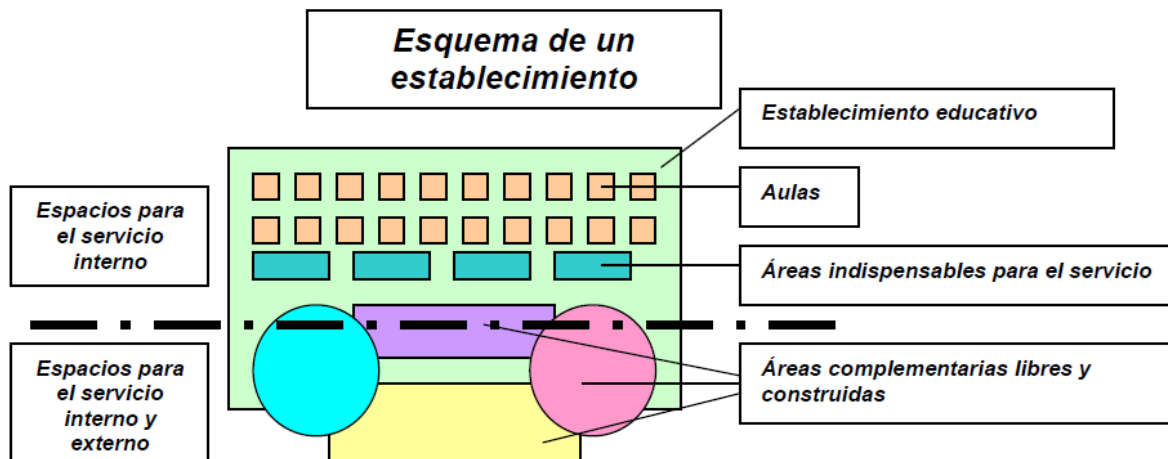 Esquema de un
establecimiento
Establecimiento educativo
Aulas
Espacios para
el servicio
interno
Áreas indispensables para el servicio
Espacios para
el servicio
interno y
externo
Áreas complementarias libres y
construidas